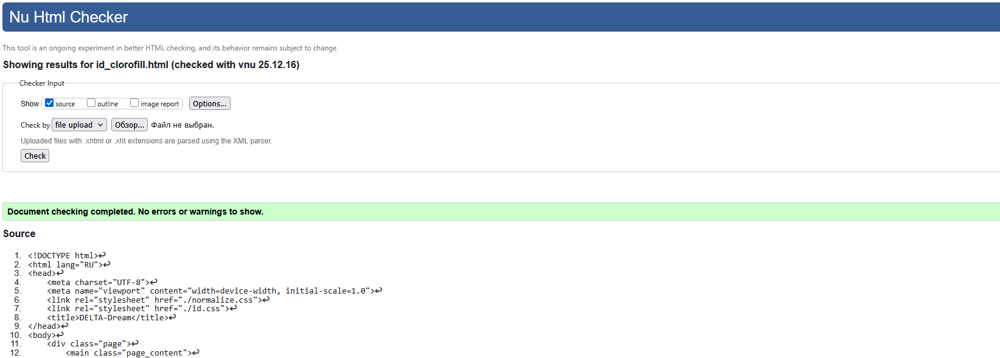 Nu Html Checker
This tool is an ongoing experiment in better HTML checking, and its behavior remains subject to change
Showing results for id_clorofill.html (checked with vnu 25.12.16)
Checker Input
Show source outline image report Options...
Check by file upload Обзор... Файл не выбран.
Uploaded files with .xhtml or .xht extensions are parsed using the XML parser.
Check
Document checking completed. No errors or warnings to show.
Source
1. <!DOCTYPE html>↩
2. <html lang="RU">↩
3. <head>↩
4.     <meta charset="UTF-8">↩
5.     <meta name="viewport" content="width=device-width, initial-scale=1.0">↩
6.     <link rel="stylesheet" href="./normalize.css">↩
7.     <link rel="stylesheet" href="./id.css">↩
8.     <title>DELTA-Dream</title>↩
9. </head>↩
10. <body>↩
11.     <div class="page">↩
12.         <main class="page_content">↩